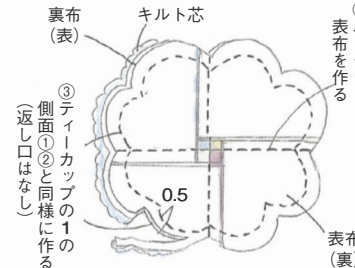 裏布
(表)
キルト芯
表布を作る
③ティーカップの1の
側面①②と同様に作る
(返し口はなし)
0.5
表布
(裏)